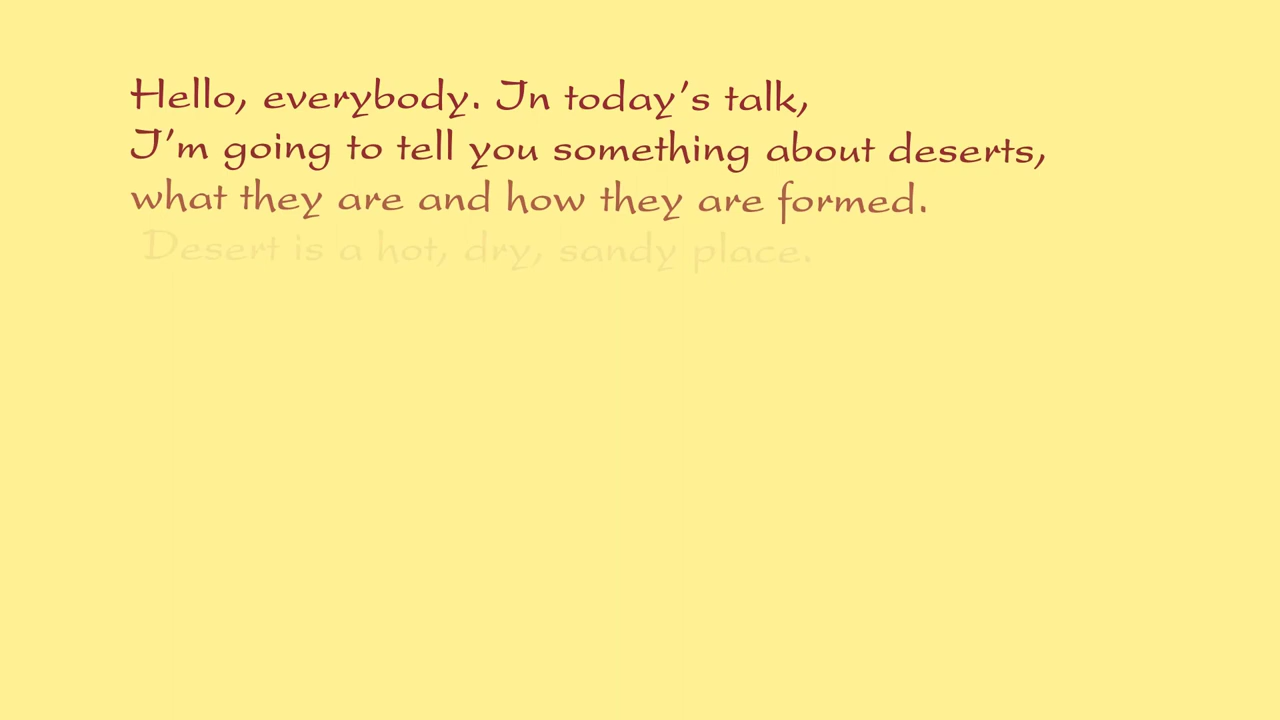 Hello, everybody. In today's talk,
I'm going to tell you something about deserts,
what they are and how they are formed.
Desert is a hot, dry, sandy place.